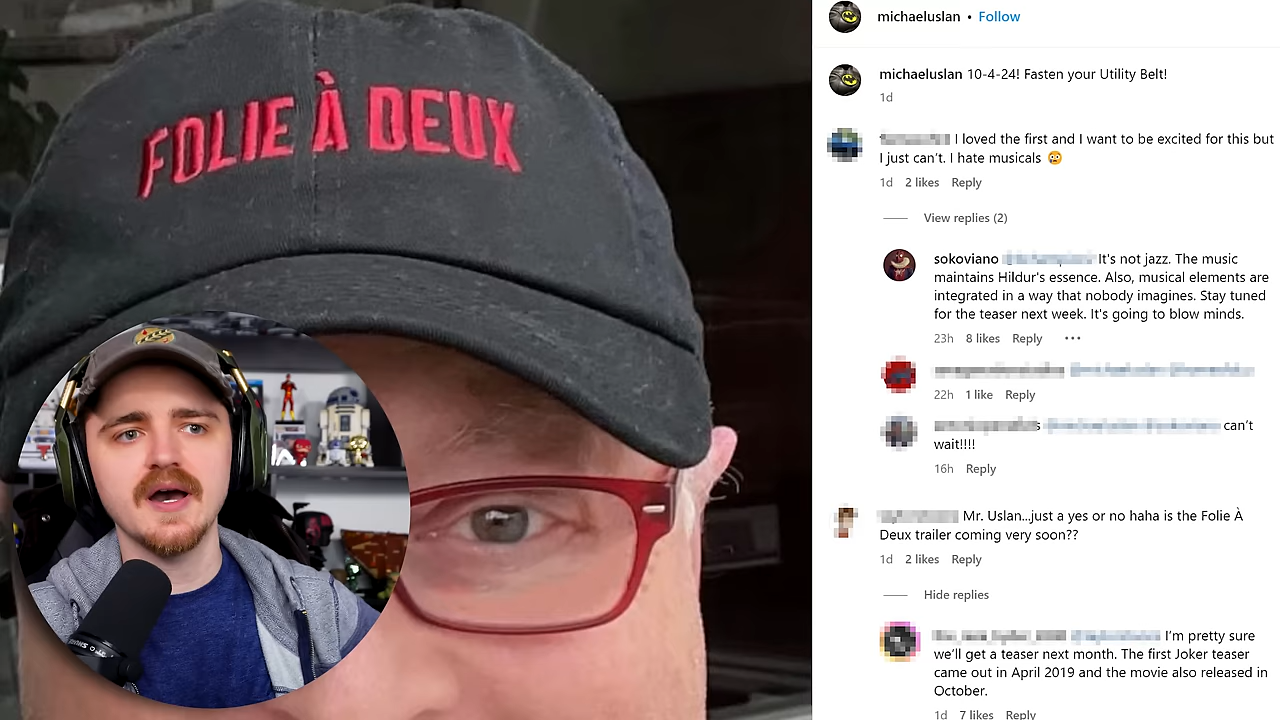 FOLIE À DEUX
michaeluslan • Follow
michaeluslan 10-4-24! Fasten your Utility Belt!
1d
I loved the first and I want to be excited for this but
I just can't. I hate musicals
1d 2 likes Reply
View replies (2)
sokoviano It's not jazz. The music
maintains Hildur's essence. Also, musical elements are
integrated in a way that nobody imagines. Stay tuned
for the teaser next week. It's going to blow minds.
23h 8 likes Reply
22h 1 like Reply
can't
wait!!!!
16h Reply
Mr. Uslan...just a yes or no haha is the Folie À
Deux trailer coming very soon??
1d 2 likes Reply
Hide replies
I'm pretty sure
we'll get a teaser next month. The first Joker teaser
came out in April 2019 and the movie also released in
October.
1d 7 likes Reply